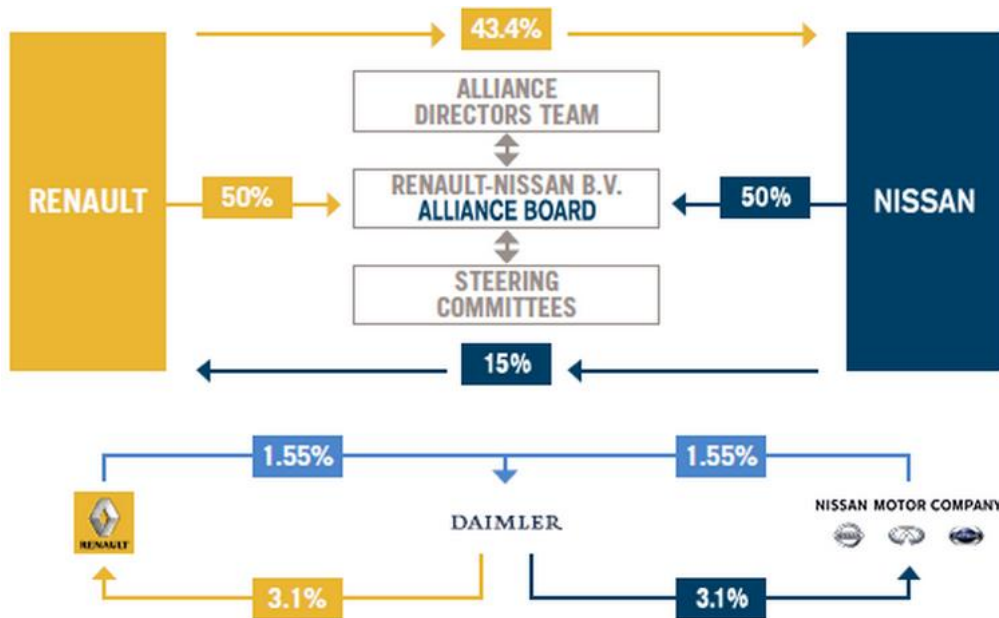 43.4%
ALLIANCE
DIRECTORS TEAM
RENAULT
50%
RENAULT-NISSAN B.V.
ALLIANCE BOARD
50%
NISSAN
STEERING
COMMITTEES
15%
1.55%
1.55%
RENAULT
DAIMLER
NISSAN MOTOR COMPANY
3.1%
3.1%